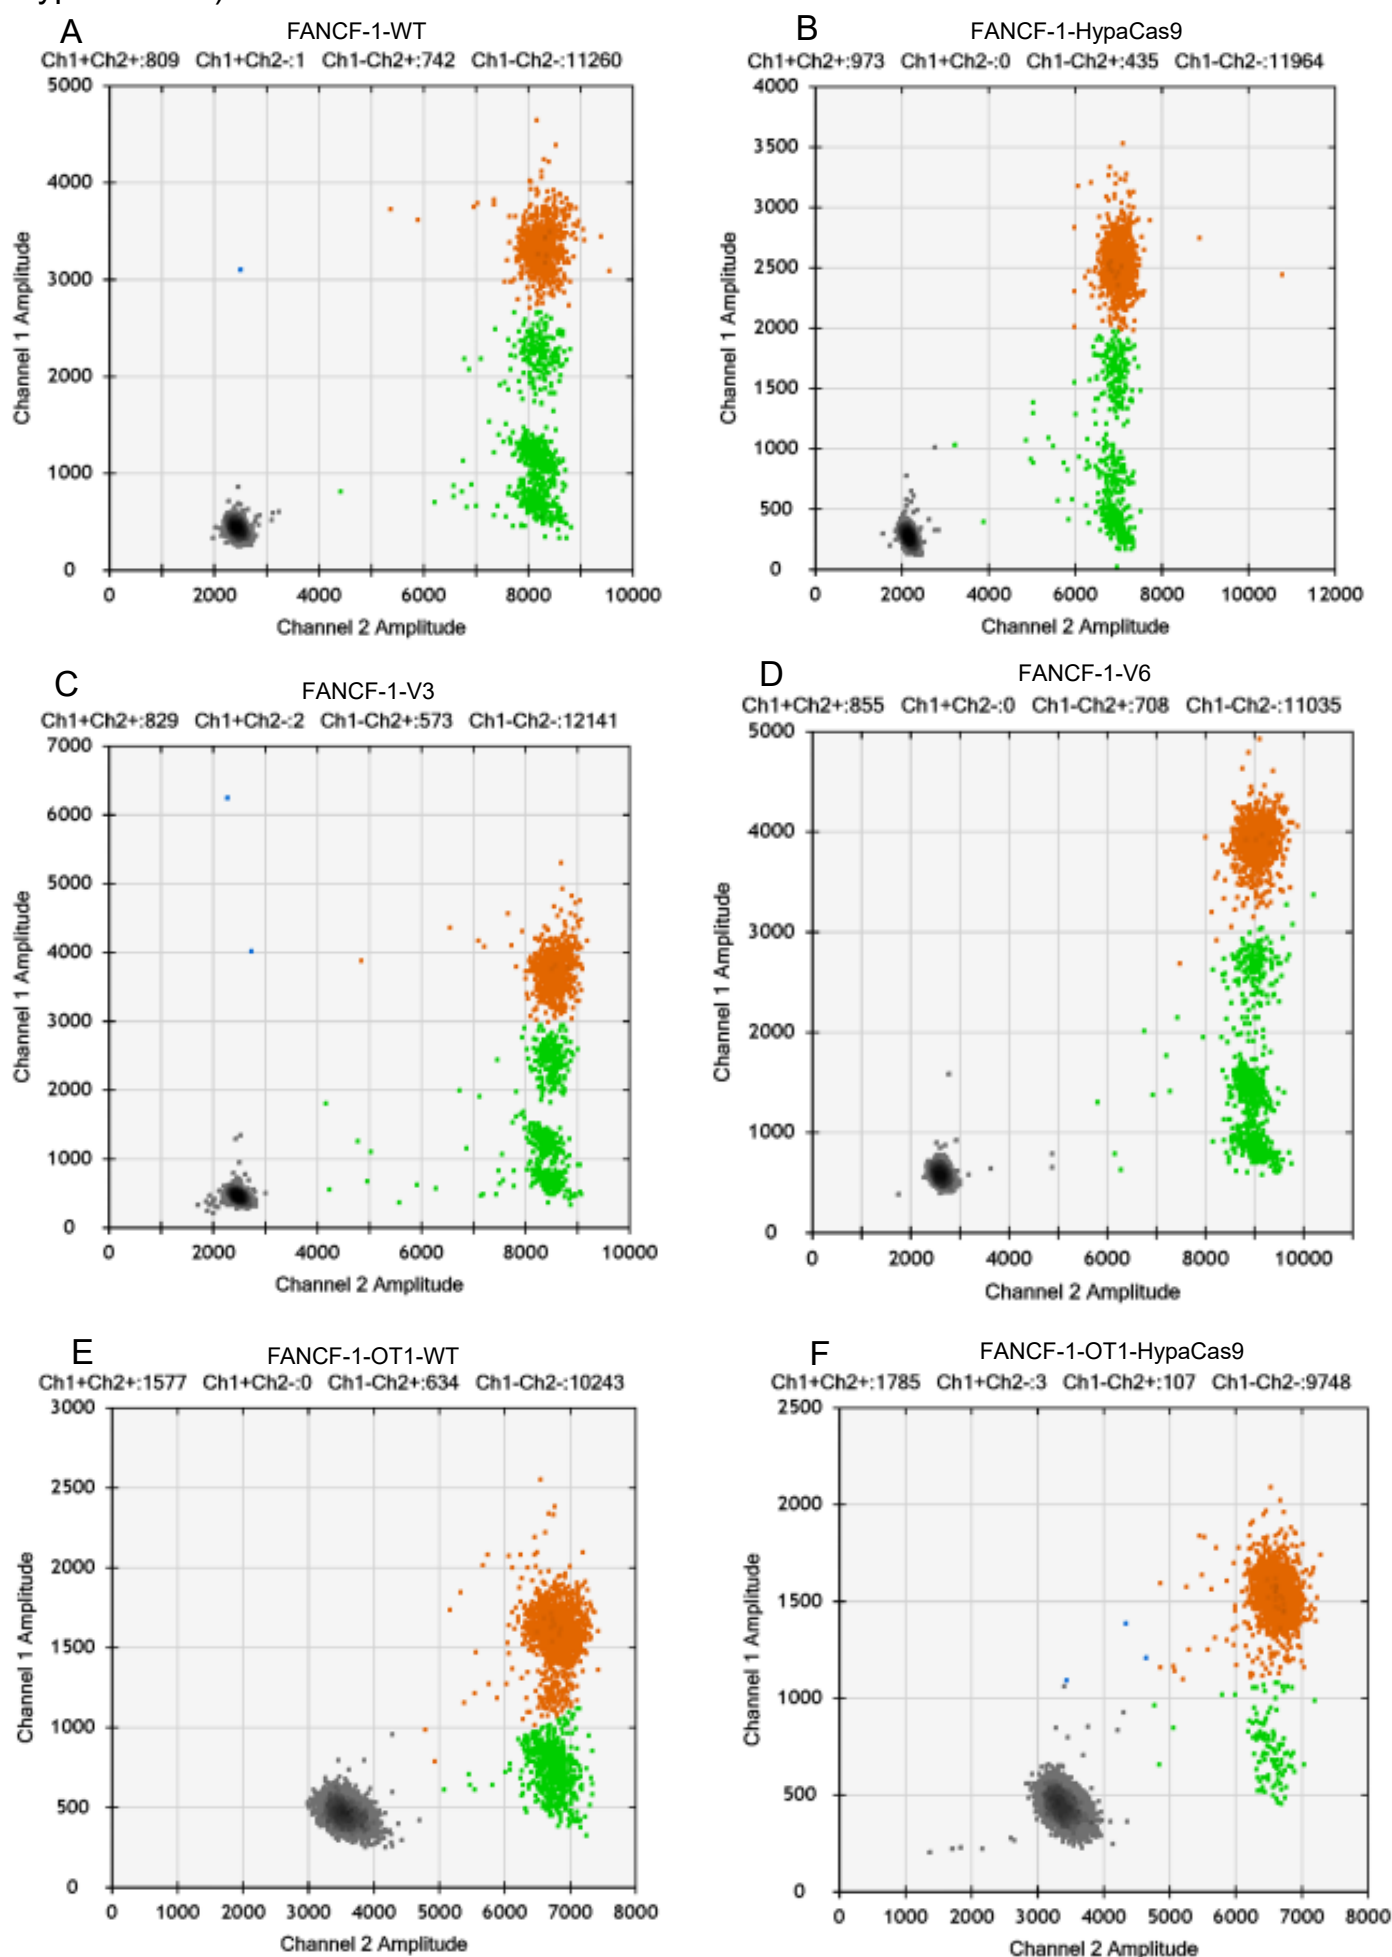 A
FANCF-1-WT
Ch1+Ch2+:809 Ch1+Ch2-:1 Ch1-Ch2+:742 Ch1-Ch2-:11260
5000
4000
3000
2000
1000
0
0 2000 4000 6000 8000 10000
Channel 1 Amplitude
Channel 2 Amplitude
B
FANCF-1-HypaCas9
Ch1+Ch2+:973 Ch1+Ch2-:0 Ch1-Ch2+:435 Ch1-Ch2-:11964
4000
3500
3000
2500
2000
1500
1000
500
0
0 2000 4000 6000 8000 10000 12000
Channel 1 Amplitude
Channel 2 Amplitude
C
FANCF-1-V3
Ch1+Ch2+:829 Ch1+Ch2-:2 Ch1-Ch2+:573 Ch1-Ch2-:12141
7000
6000
5000
4000
3000
2000
1000
0
0 2000 4000 6000 8000 10000
Channel 1 Amplitude
Channel 2 Amplitude
D
FANCF-1-V6
Ch1+Ch2+:855 Ch1+Ch2-:0 Ch1-Ch2+:708 Ch1-Ch2-:11035
5000
4000
3000
2000
1000
0
0 2000 4000 6000 8000 10000
Channel 1 Amplitude
Channel 2 Amplitude
E
FANCF-1-OT1-WT
Ch1+Ch2+:1577 Ch1+Ch2-:0 Ch1-Ch2+:634 Ch1-Ch2-:10243
3000
2500
2000
1500
1000
500
0
0 1000 2000 3000 4000 5000 6000 7000 8000
Channel 1 Amplitude
Channel 2 Amplitude
F
FANCF-1-OT1-HypaCas9
Ch1+Ch2+:1785 Ch1+Ch2-:3 Ch1-Ch2+:107 Ch1-Ch2-:9748
2500
2000
1500
1000
500
0
0 1000 2000 3000 4000 5000 6000 7000 8000
Channel 1 Amplitude
Channel 2 Amplitude